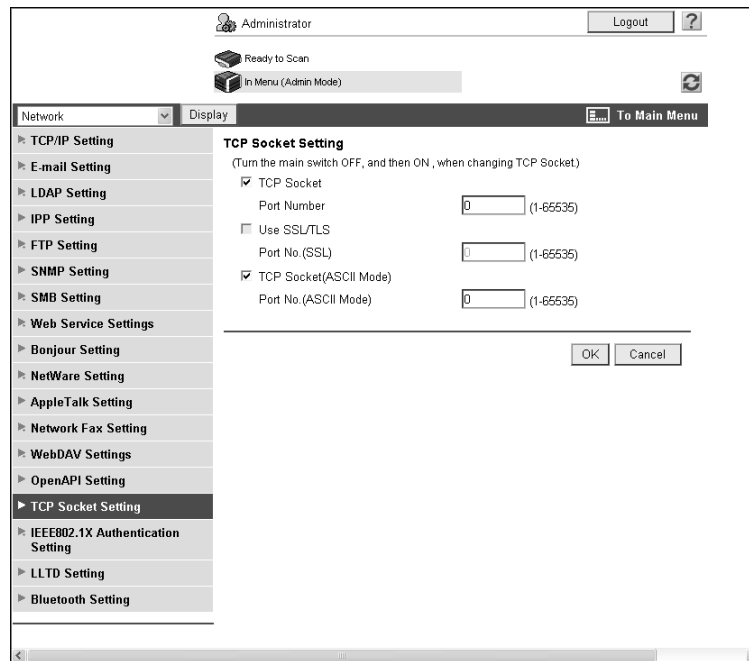 Administrator
Logout
?
Ready to Scan
In Menu (Admin Mode)
Network
Display
To Main Menu
TCP/IP Setting
E-mail Setting
LDAP Setting
IPP Setting
FTP Setting
SNMP Setting
SMB Setting
Web Service Settings
Bonjour Setting
NetWare Setting
AppleTalk Setting
Network Fax Setting
WebDAV Settings
OpenAPI Setting
TCP Socket Setting
IEEE802.1X Authentication
Setting
LLTD Setting
Bluetooth Setting
TCP Socket Setting
(Turn the main switch OFF, and then ON , when changing TCP Socket.)
TCP Socket
Port Number 0 (1-65535)
Use SSL/TLS
Port No.(SSL) 0 (1-65535)
TCP Socket(ASCII Mode)
Port No.(ASCII Mode) 0 (1-65535)
OK Cancel